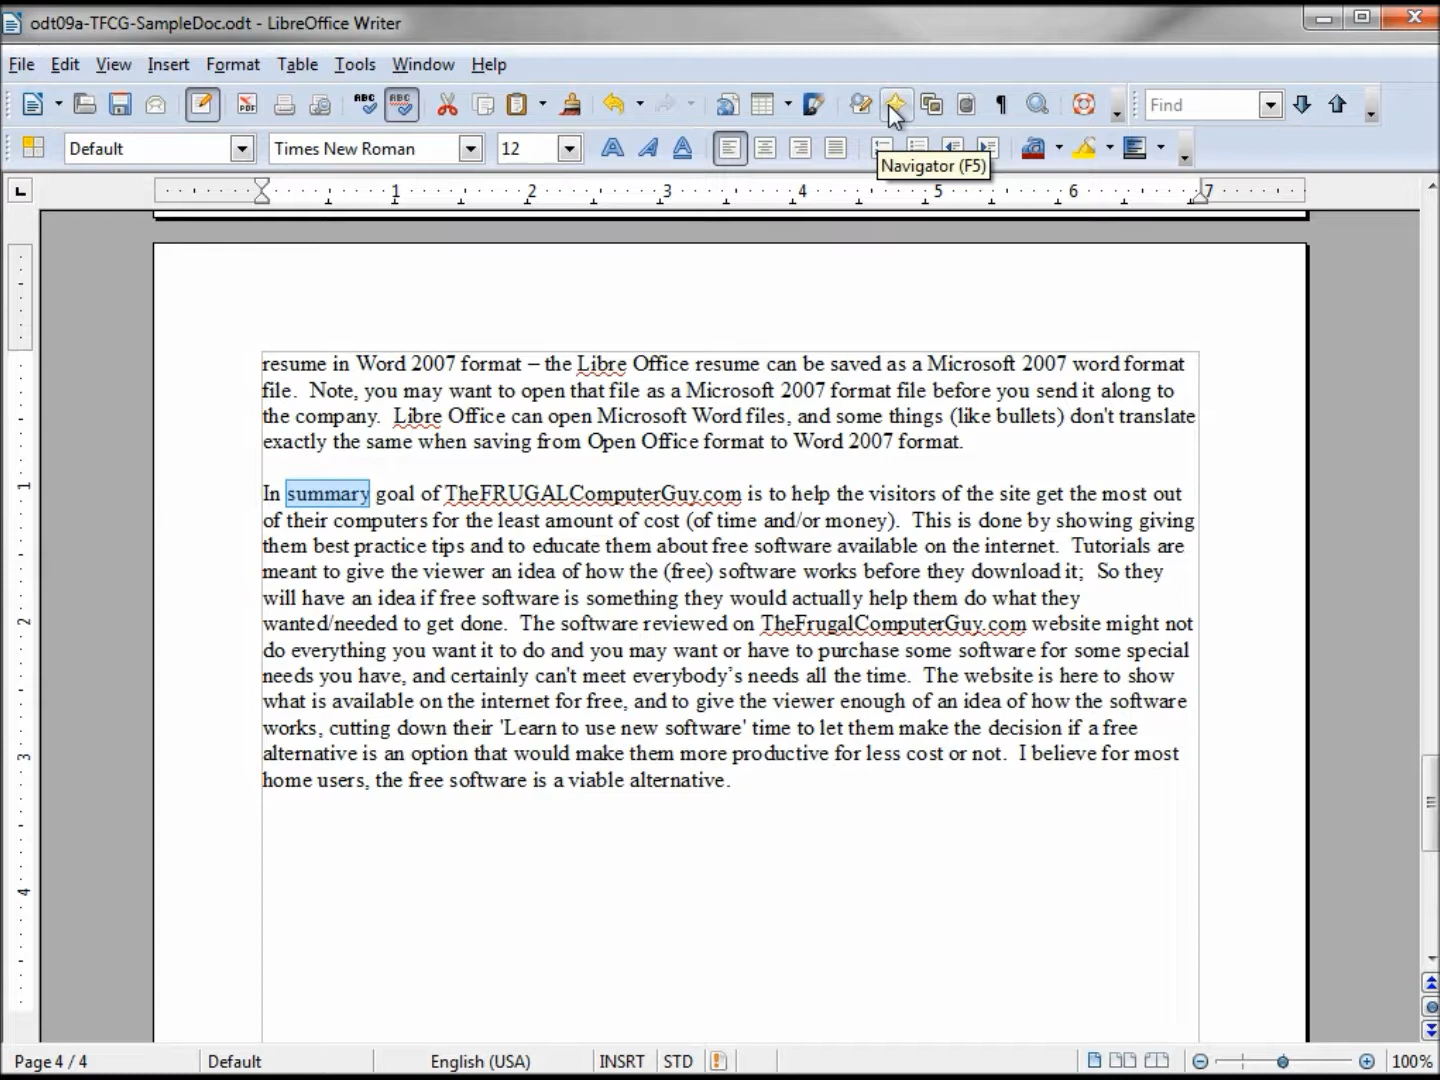 odt09a-TFCG-SampleDoc.odt - LibreOffice Writer
File Edit View Insert Format Table Tools Window Help
PDF ABC ABC ¶ Find
Default Times New Roman 12 A A A
Navigator (F5)
1 2 3 4 5 6 7
resume in Word 2007 format – the Libre Office resume can be saved as a Microsoft 2007 word format
file.  Note, you may want to open that file as a Microsoft 2007 format file before you send it along to
the company.  Libre Office can open Microsoft Word files, and some things (like bullets) don't translate
exactly the same when saving from Open Office format to Word 2007 format.
In summary goal of TheFRUGALComputerGuy.com is to help the visitors of the site get the most out
of their computers for the least amount of cost (of time and/or money).  This is done by showing giving
them best practice tips and to educate them about free software available on the internet.  Tutorials are
meant to give the viewer an idea of how the (free) software works before they download it;  So they
will have an idea if free software is something they would actually help them do what they
wanted/needed to get done.  The software reviewed on TheFrugalComputerGuy.com website might not
do everything you want it to do and you may want or have to purchase some software for some special
needs you have, and certainly can't meet everybody’s needs all the time.  The website is here to show
what is available on the internet for free, and to give the viewer enough of an idea of how the software
works, cutting down their 'Learn to use new software' time to let them make the decision if a free
alternative is an option that would make them more productive for less cost or not.  I believe for most
home users, the free software is a viable alternative.
1
2
3
4
Page 4 / 4 Default English (USA) INSRT STD 100%